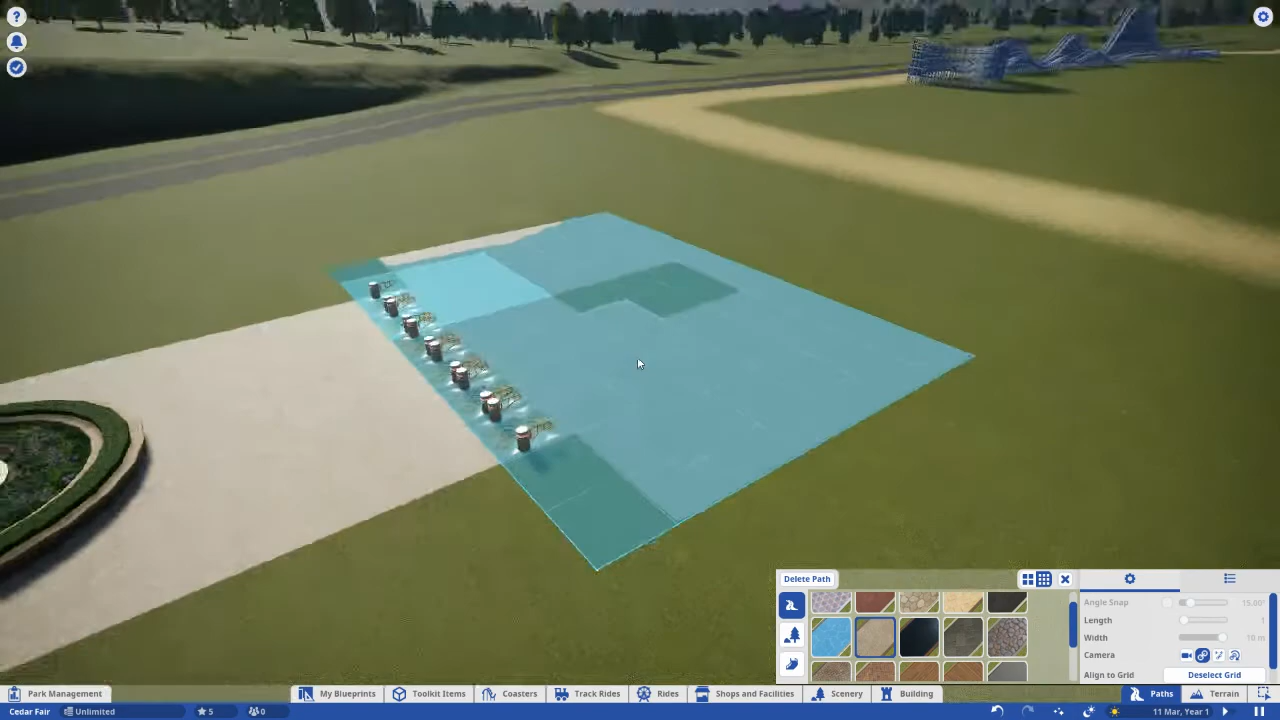 ?
Delete Path
Angle Snap 15.00°
Length 1
Width 10 m
Camera
Align to Grid Deselect Grid
Park Management My Blueprints Toolkit Items Coasters Track Rides Rides Shops and Facilities Scenery Building Paths Terrain
Cedar Fair Unlimited 5 0 11 Mar, Year 1